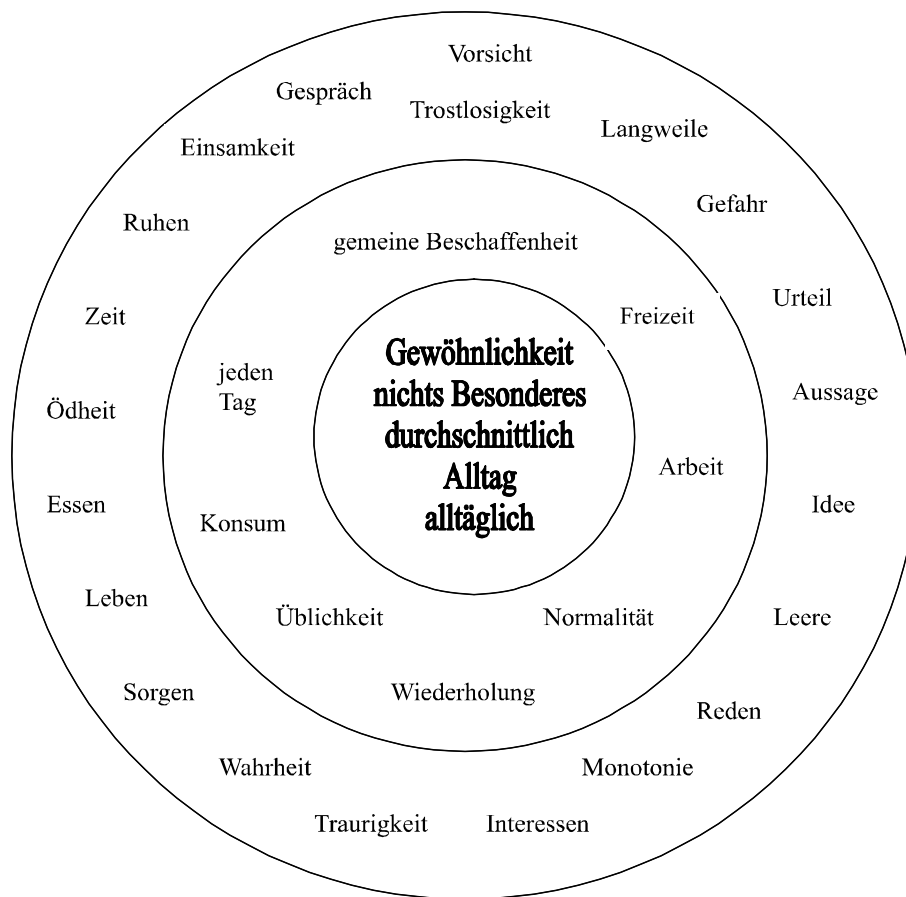 Vorsicht
Gespräch
Trostlosigkeit
Langweile
Einsamkeit
Gefahr
Ruhen
gemeine Beschaffenheit
Urteil
Zeit
Freizeit
Gewöhnlichkeit
nichts Besonderes
durchschnittlich
Alltag
alltäglich
jeden
Tag
Aussage
Ödheit
Arbeit
Essen
Idee
Konsum
Leben
Üblichkeit
Normalität
Leere
Sorgen
Wiederholung
Reden
Wahrheit
Monotonie
Traurigkeit
Interessen